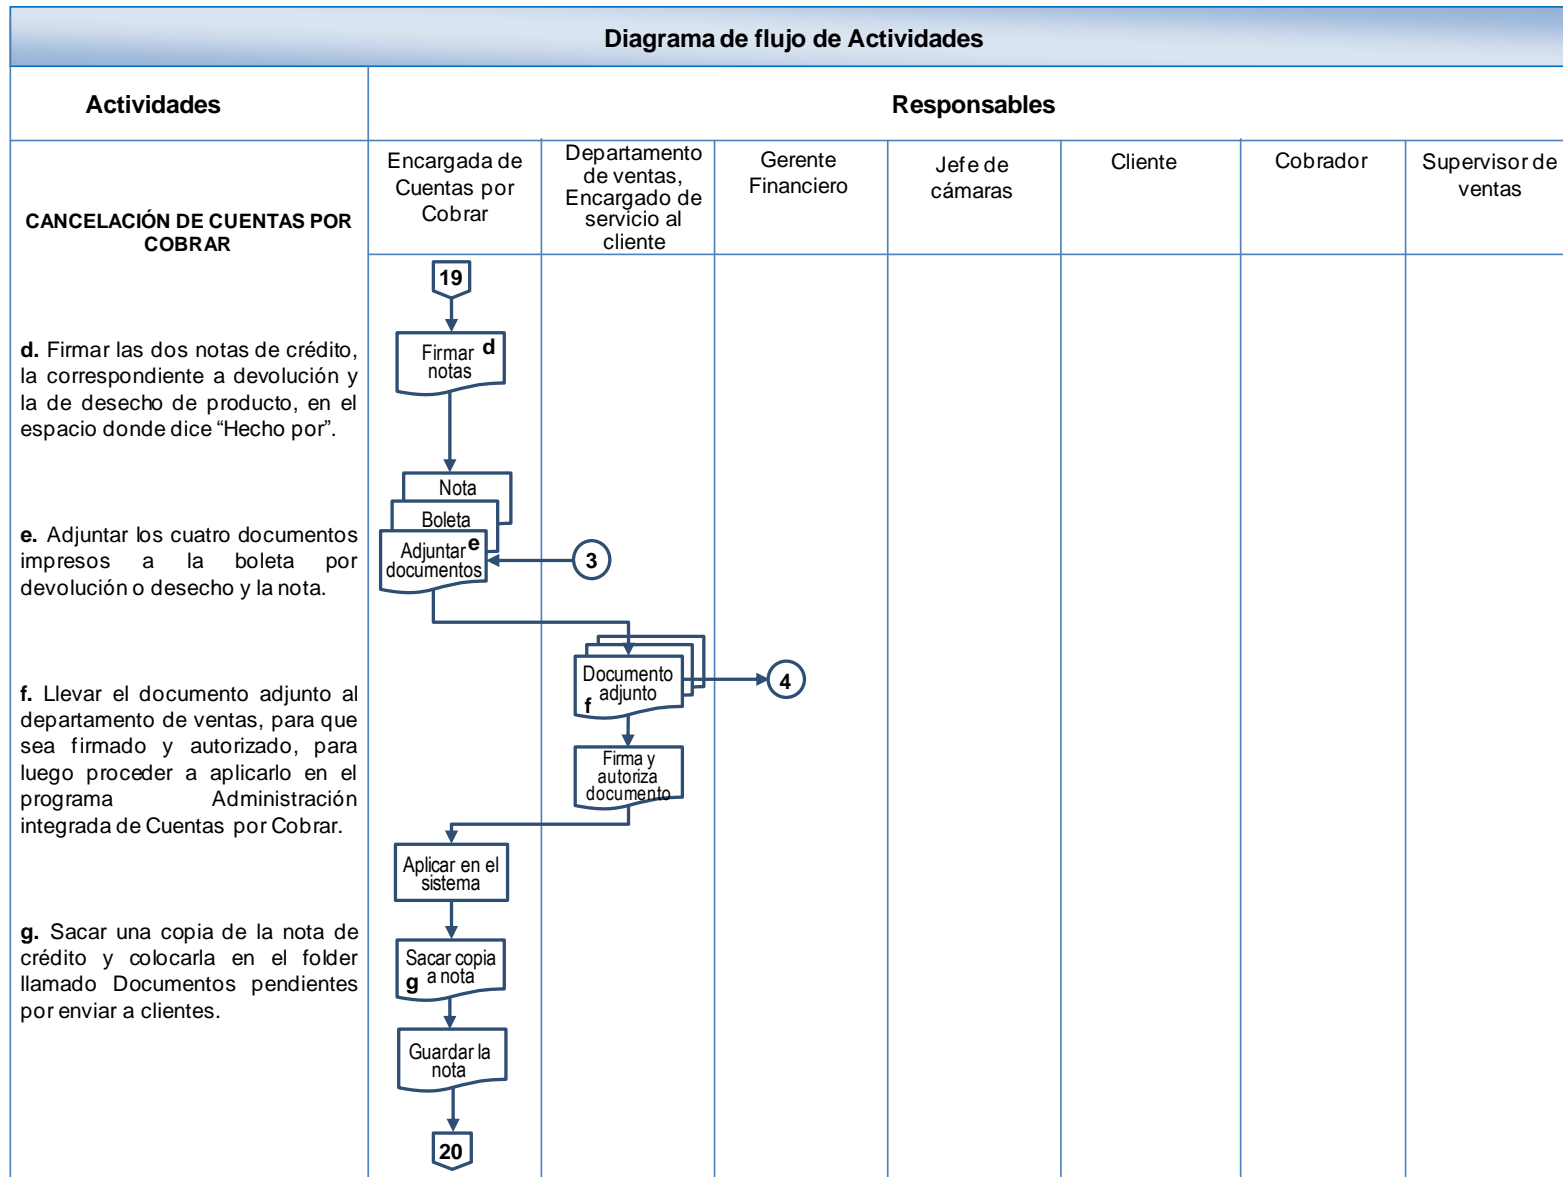 Diagrama de flujo de Actividades
Actividades
Responsables
CANCELACIÓN DE CUENTAS POR
COBRAR
Encargada de
Cuentas por
Cobrar
Departamento
de ventas,
Encargado de
servicio al
cliente
Gerente
Financiero
Jefe de
cámaras
Cliente
Cobrador
Supervisor de
ventas
d. Firmar las dos notas de crédito,
la correspondiente a devolución y
la de desecho de producto, en el
espacio donde dice “Hecho por”.
e. Adjuntar los cuatro documentos
impresos a la boleta por
devolución o desecho y la nota.
f. Llevar el documento adjunto al
departamento de ventas, para que
sea firmado y autorizado, para
luego proceder a aplicarlo en el
programa Administración
integrada de Cuentas por Cobrar.
g. Sacar una copia de la nota de
crédito y colocarla en el folder
llamado Documentos pendientes
por enviar a clientes.
19
Firmar d
notas
Nota
Boleta
Adjuntar e
documentos
3
Documento
adjunto
f
4
Firma y
autoriza
documento
Aplicar en el
sistema
Sacar copia
g a nota
Guardar la
nota
20